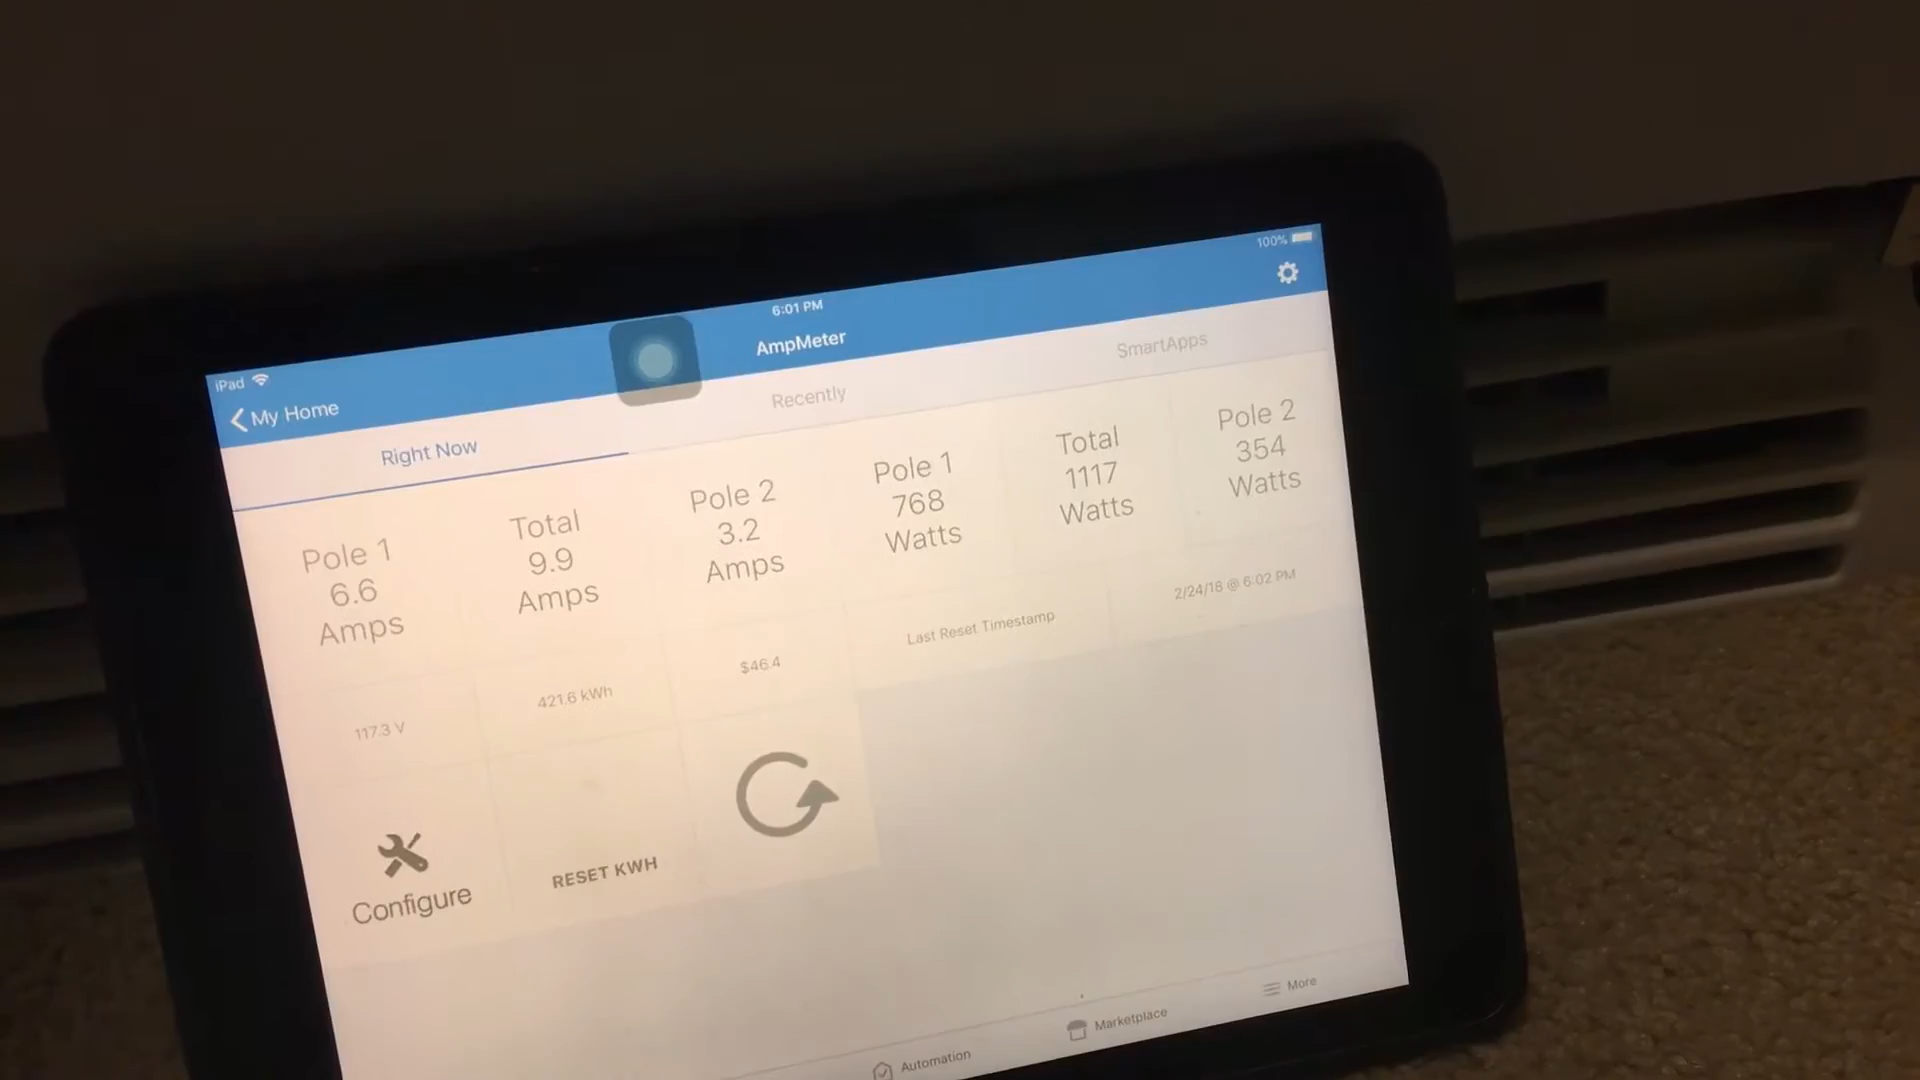 iPad
6:01 PM
100%
My Home
AmpMeter
Right Now
Recently
SmartApps
Pole 1
6.6
Amps
Total
9.9
Amps
Pole 2
3.2
Amps
Pole 1
768
Watts
Total
1117
Watts
Pole 2
354
Watts
117.3 V
421.6 kWh
$46.4
Last Reset Timestamp
2/24/18 @ 6:02 PM
Configure
RESET KWH
Automation
Marketplace
More